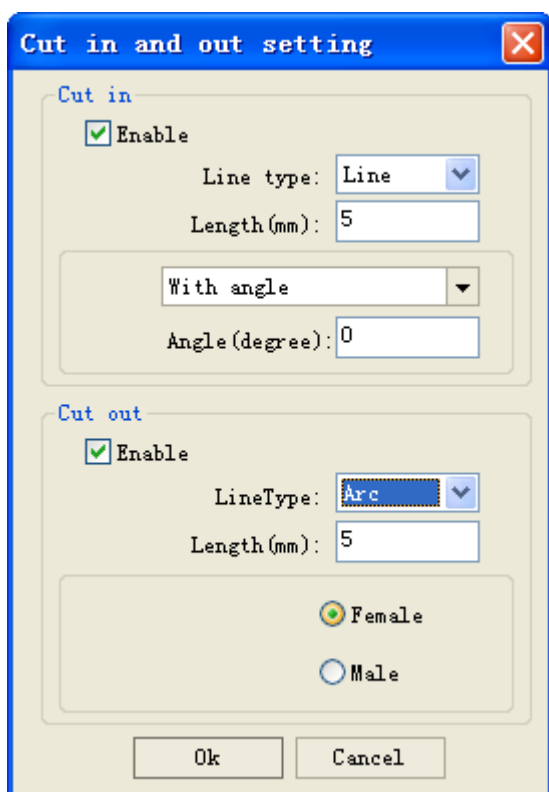 Cut in and out setting
Cut in
Enable
Line type: Line
Length(mm): 5
With angle
Angle(degree): 0
Cut out
Enable
LineType: Arc
Length(mm): 5
Female
Male
Ok Cancel